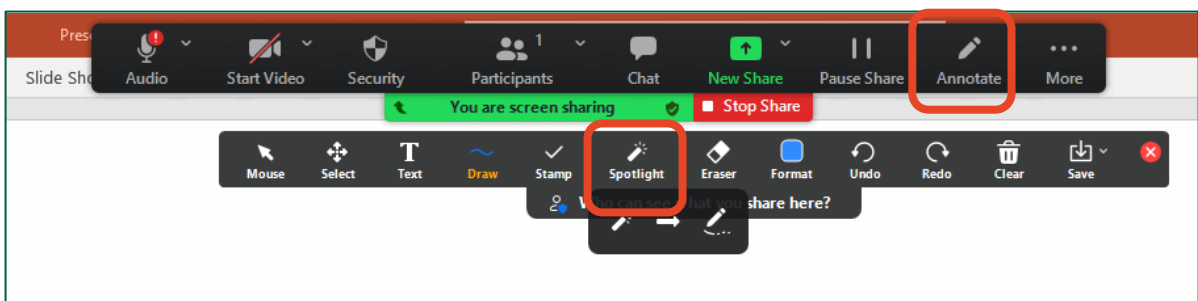 Pres
1
Slide Sho
Audio Start Video Security Participants Chat New Share Pause Share Annotate More
You are screen sharing Stop Share
T
Mouse Select Text Draw Stamp Spotlight Eraser Format Undo Redo Clear Save
Who can see what you share here?